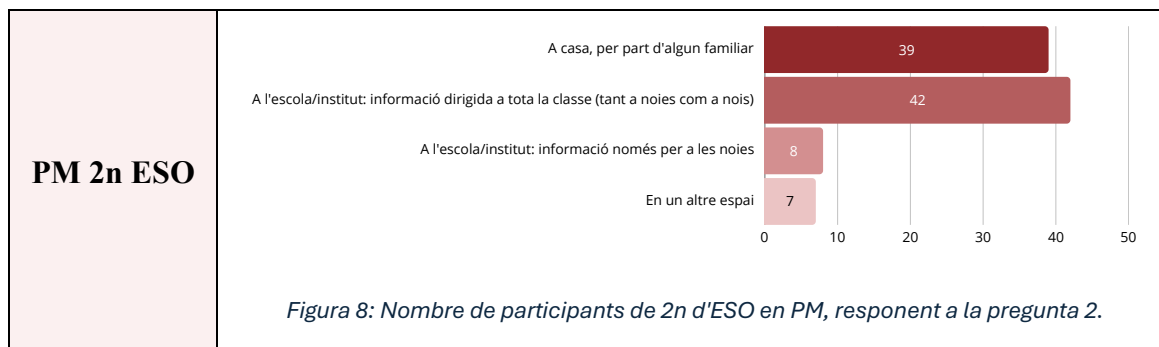 PM 2n ESO
A casa, per part d'algun familiar
39
A l'escola/institut: informació dirigida a tota la classe (tant a noies com a nois)
42
A l'escola/institut: informació només per a les noies
8
En un altre espai
7
0 10 20 30 40 50
Figura 8: Nombre de participants de 2n d'ESO en PM, responent a la pregunta 2.